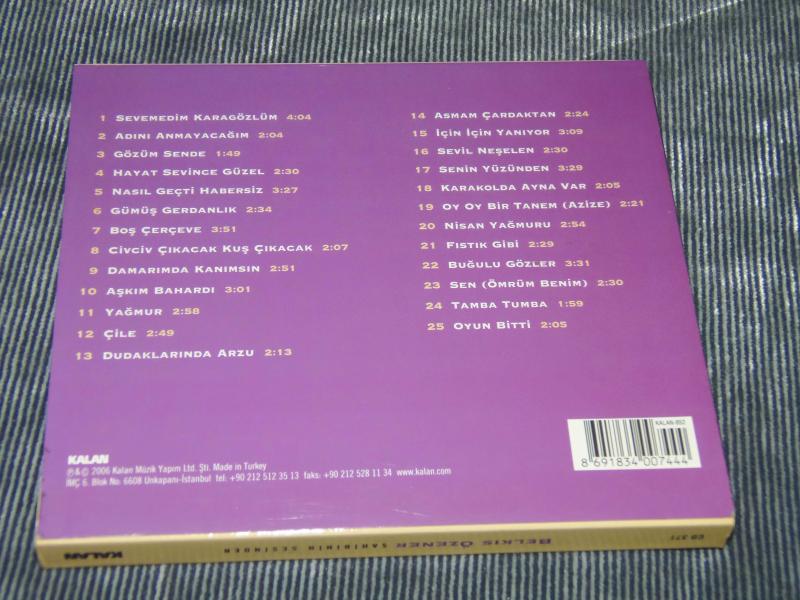 1 Sevemedim Karagözlüm 4:04
2 Adını Anmayacağım 2:04
3 Gözüm Sende 1:49
4 Hayat Sevince Güzel 2:30
5 Nasıl Geçti Habersiz 3:27
6 Gümüş Gerdanlık 2:34
7 Boş Çerçeve 3:51
8 Civciv Çıkacak Kuş Çıkacak 2:07
9 Damarımda Kanımsın 2:51
10 Aşkım Bahardı 3:01
11 Yağmur 2:58
12 Çile 2:49
13 Dudaklarında Arzu 2:13
14 Asmam Çardaktan 2:24
15 İçin İçin Yanıyor 3:09
16 Sevil Neşelen 2:30
17 Senin Yüzünden 3:29
18 Karakolda Ayna Var 2:05
19 Oy Oy Bir Tanem (Azize) 2:21
20 Nisan Yağmuru 2:54
21 Fıstık Gibi 2:29
22 Buğulu Gözler 3:31
23 Sen (Ömrüm Benim) 2:30
24 Tamba Tumba 1:59
25 Oyun Bitti 2:05
KALAN
℗&© 2006 Kalan Müzik Yapım Ltd. Şti. Made in Turkey
İMÇ 6. Blok No: 6608 Unkapanı-İstanbul tel: +90 212 512 35 13 faks: +90 212 528 11 34 www.kalan.com
KALAN-852
8 691834 007444
KALAN Belkıs Özener SAHİBİNİN SESİNDEN CD 371